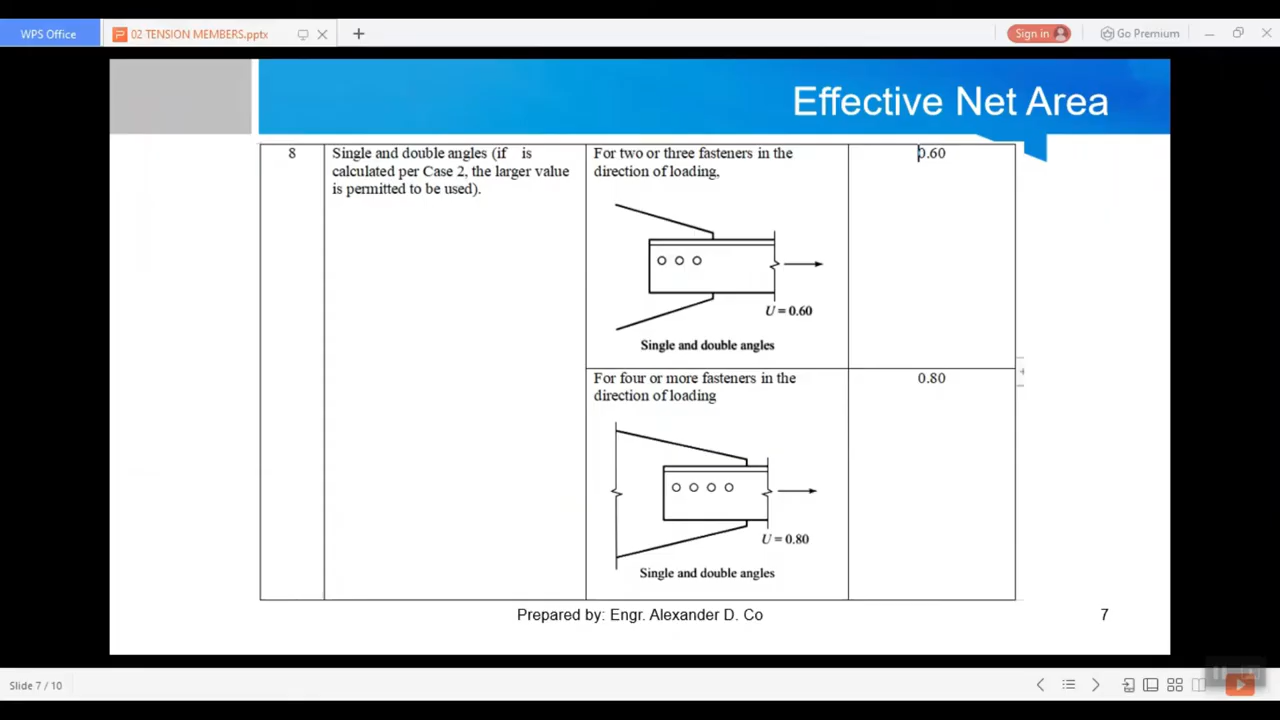 WPS Office
02 TENSION MEMBERS.pptx
Sign in
Go Premium
Effective Net Area
8
Single and double angles (if is
calculated per Case 2, the larger value
is permitted to be used).
For two or three fasteners in the
direction of loading,
0.60
U = 0.60
Single and double angles
For four or more fasteners in the
direction of loading
0.80
U = 0.80
Single and double angles
Prepared by: Engr. Alexander D. Co
7
Slide 7 / 10